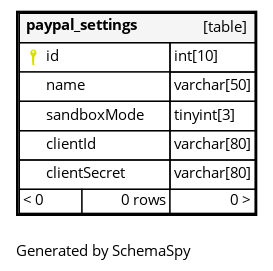 paypal_settings [table]
id int[10]
name varchar[50]
sandboxMode tinyint[3]
clientId varchar[80]
clientSecret varchar[80]
< 0 0 rows 0 >
Generated by SchemaSpy